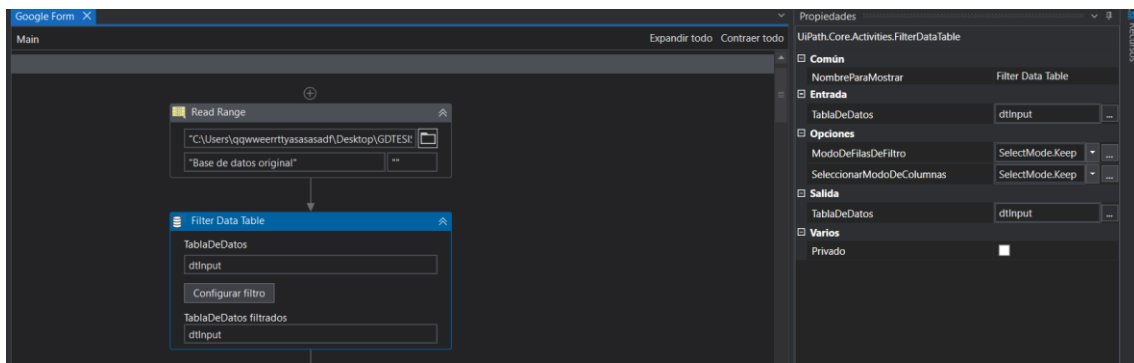 Google Form
Main
Expandir todo Contraer todo
Read Range
"C:\Users\qqwweerrttyasasasadf\Desktop\GDTESI!
"Base de datos original"
""
Filter Data Table
TablaDeDatos
dtInput
Configurar filtro
TablaDeDatos filtrados
dtInput
Propiedades
UiPath.Core.Activities.FilterDataTable
Común
NombreParaMostrar Filter Data Table
Entrada
TablaDeDatos dtInput ...
Opciones
ModoDeFilasDeFiltro SelectMode.Keep ...
SeleccionarModoDeColumnas SelectMode.Keep ...
Salida
TablaDeDatos dtInput ...
Varios
Privado
Recursos